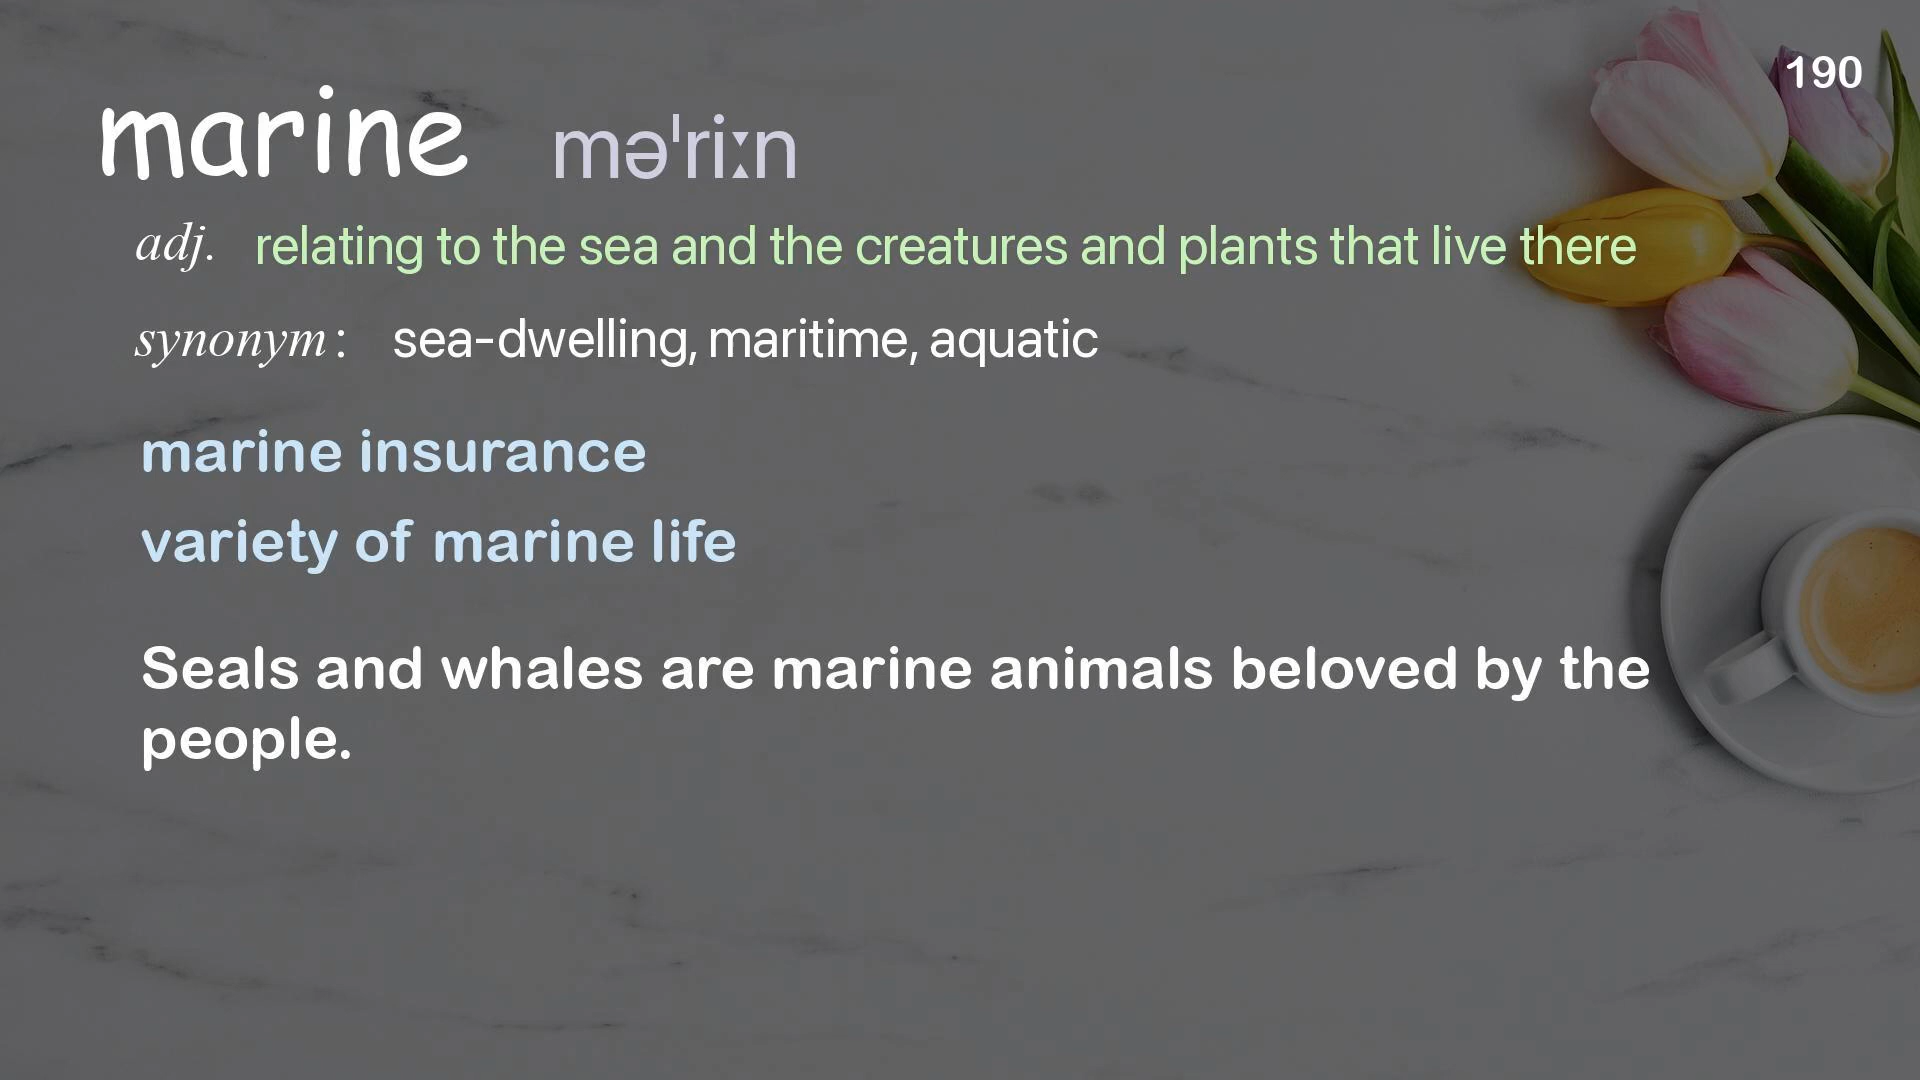 190
marine məˈriːn
adj. relating to the sea and the creatures and plants that live there
synonym : sea-dwelling, maritime, aquatic
marine insurance
variety of marine life
Seals and whales are marine animals beloved by the
people.